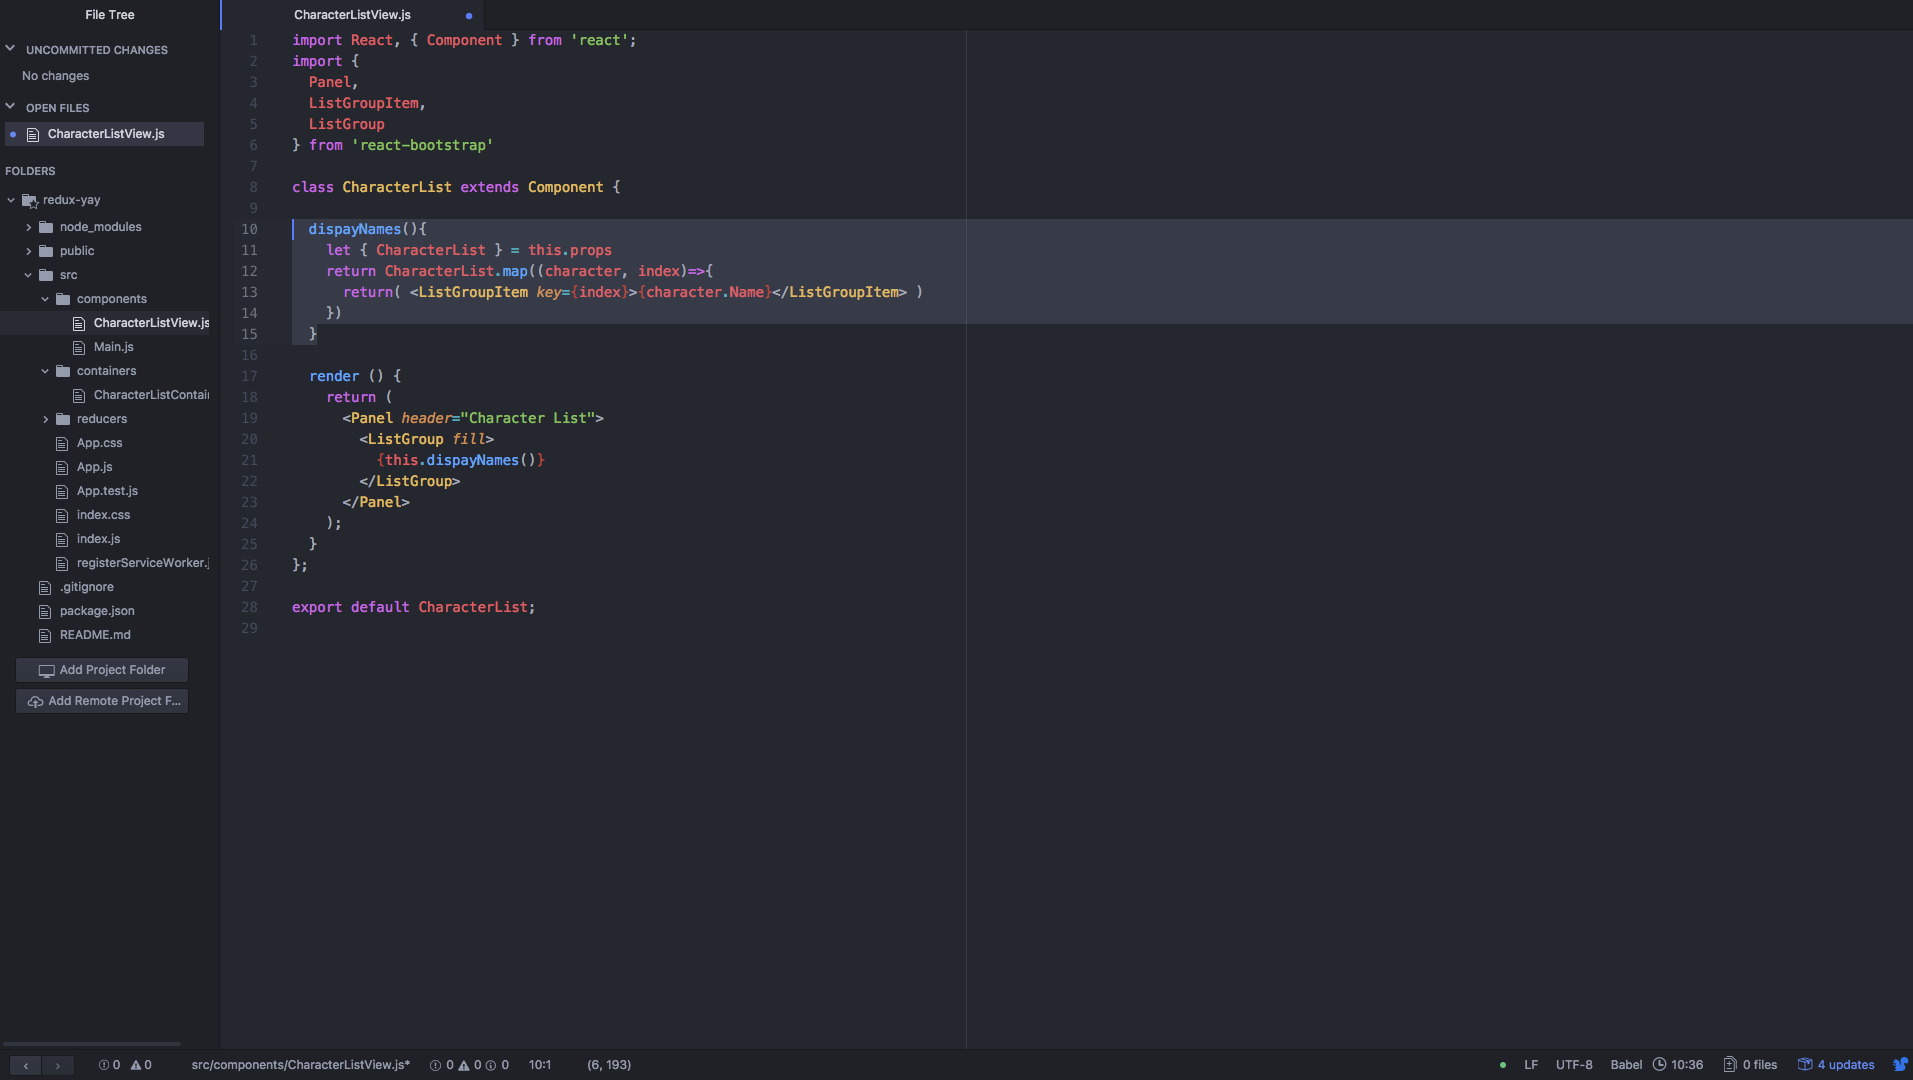 File Tree
UNCOMMITTED CHANGES
No changes
OPEN FILES
CharacterListView.js
FOLDERS
redux-yay
node_modules
public
src
components
CharacterListView.js
Main.js
containers
CharacterListContai
reducers
App.css
App.js
App.test.js
index.css
index.js
registerServiceWorker.j
.gitignore
package.json
README.md
Add Project Folder
Add Remote Project F...
CharacterListView.js
1 import React, { Component } from 'react';
2 import {
3   Panel,
4   ListGroupItem,
5   ListGroup
6 } from 'react-bootstrap'
7
8 class CharacterList extends Component {
9
10   dispayNames(){
11     let { CharacterList } = this.props
12     return CharacterList.map((character, index)=>{
13       return( <ListGroupItem key={index}>{character.Name}</ListGroupItem> )
14     })
15   }
16
17   render () {
18     return (
19       <Panel header="Character List">
20         <ListGroup fill>
21           {this.dispayNames()}
22         </ListGroup>
23       </Panel>
24     );
25   }
26 };
27
28 export default CharacterList;
29
0 0 src/components/CharacterListView.js* 0 0 0 10:1 (6, 193) LF UTF-8 Babel 10:36 0 files 4 updates